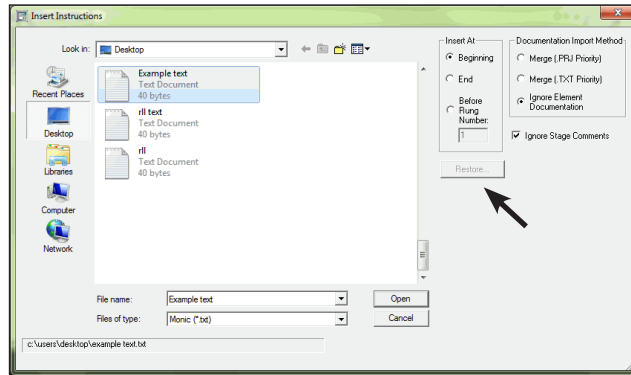 Insert Instructions
Look in:
Desktop
Recent Places
Desktop
Libraries
Computer
Network
Example text
Text Document
40 bytes
rll text
Text Document
40 bytes
rll
Text Document
40 bytes
File name:
Example text
Open
Files of type:
Monic (*.txt)
Cancel
Insert At
Beginning
End
Before
Rung
Number:
1
Documentation Import Method
Merge (.PRJ Priority)
Merge (.TXT Priority)
Ignore Element
Documentation
Ignore Stage Comments
Restore...
c:\users\desktop\example text.txt